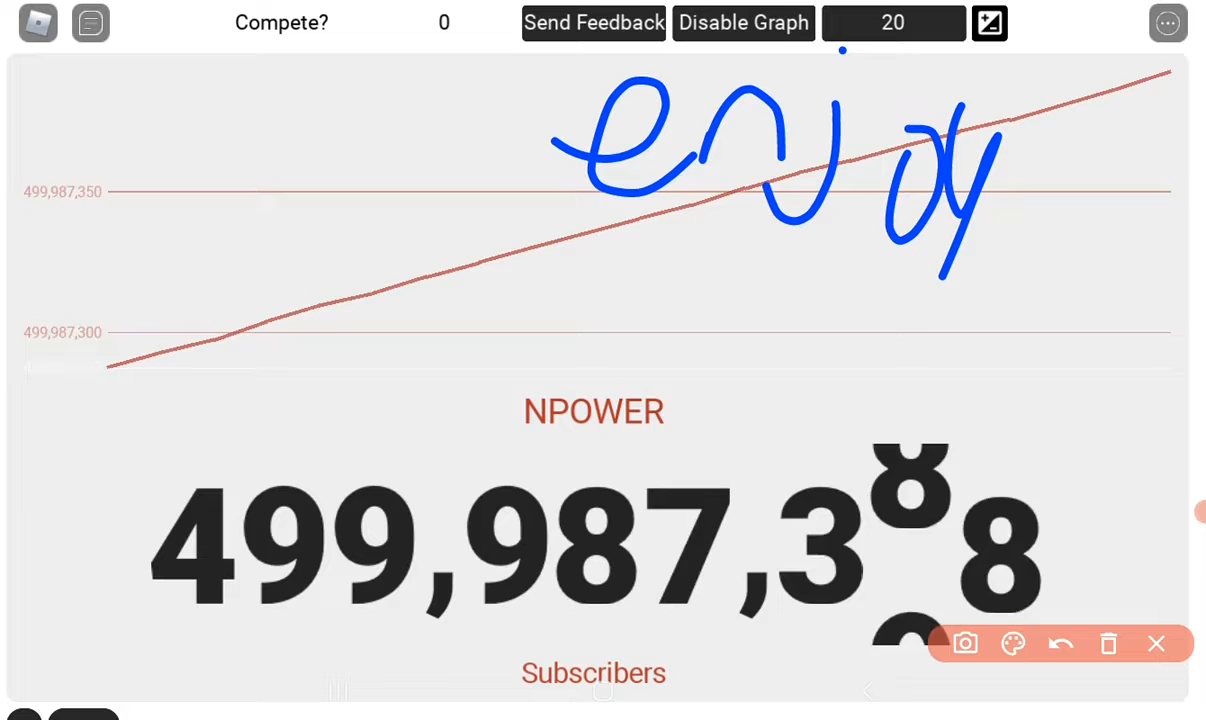 Compete? 0 Send Feedback Disable Graph 20
enjoy
499,987,350
499,987,300
NPOWER
499,987,388
Subscribers